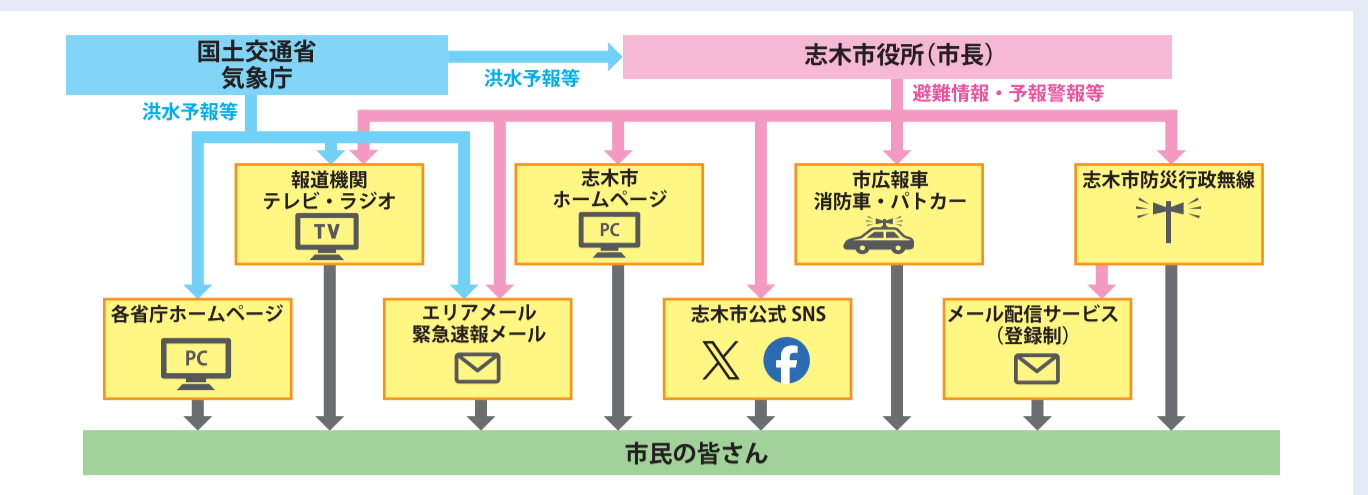 国土交通省
気象庁
志木市役所（市長）
洪水予報等
洪水予報等
避難情報・予報警報等
報道機関
テレビ・ラジオ
TV
志木市
ホームページ
PC
市広報車
消防車・パトカー
志木市防災行政無線
各省庁ホームページ
PC
エリアメール
緊急速報メール
志木市公式 SNS
メール配信サービス
（登録制）
市民の皆さん